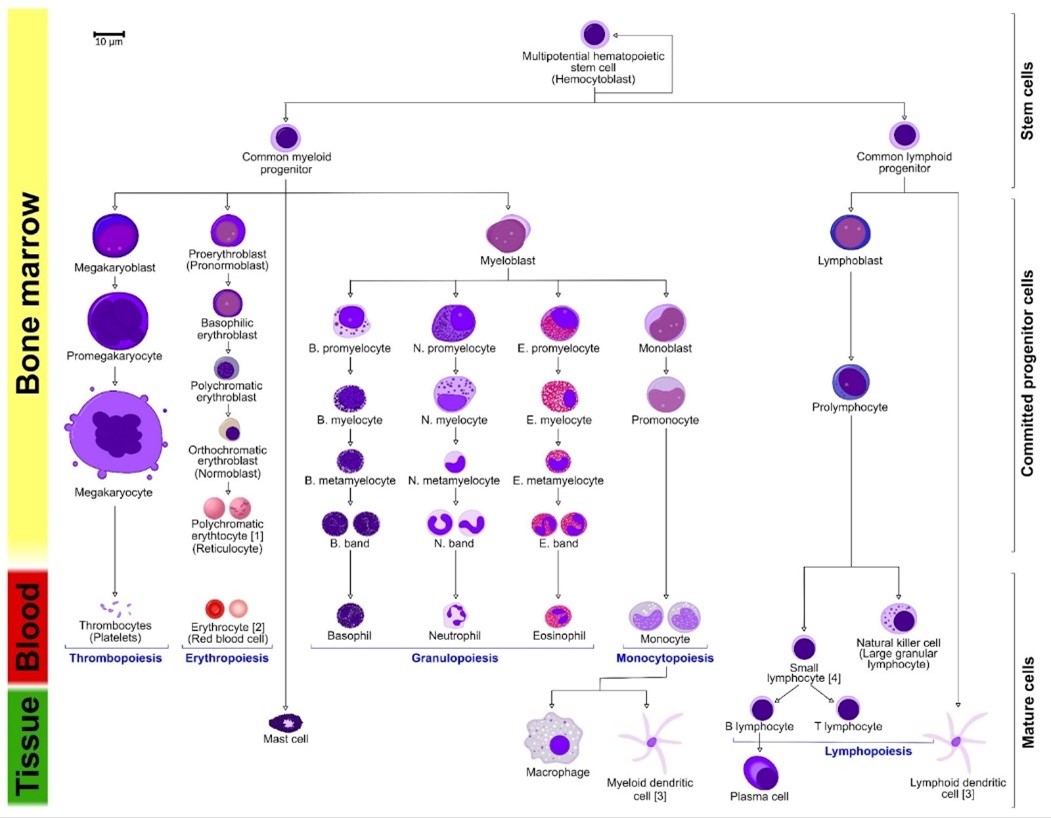 10 µm
Multipotential hematopoietic
stem cell
(Hemocytoblast)
Common myeloid
progenitor
Common lymphoid
progenitor
Stem cells
Bone marrow
Megakaryoblast
Proerythroblast
(Pronormoblast)
Myeloblast
Lymphoblast
Basophilic
erythroblast
Promegakaryocyte
B. promyelocyte
N. promyelocyte
E. promyelocyte
Monoblast
Polychromatic
erythroblast
Prolymphocyte
B. myelocyte
N. myelocyte
E. myelocyte
Promonocyte
Committed progenitor cells
Orthochromatic
erythroblast
(Normoblast)
Megakaryocyte
B. metamyelocyte
N. metamyelocyte
E. metamyelocyte
Polychromatic
erythtocyte [1]
(Reticulocyte)
B. band
N. band
E. band
Blood
Thrombocytes
(Platelets)
Erythrocyte [2]
(Red blood cell)
Basophil
Neutrophil
Eosinophil
Monocyte
Natural killer cell
(Large granular
lymphocyte)
Thrombopoiesis
Erythropoiesis
Granulopoiesis
Monocytopoiesis
Small
lymphocyte [4]
Mature cells
Tissue
Mast cell
B lymphocyte
T lymphocyte
Lymphopoiesis
Macrophage
Myeloid dendritic
cell [3]
Plasma cell
Lymphoid dendritic
cell [3]